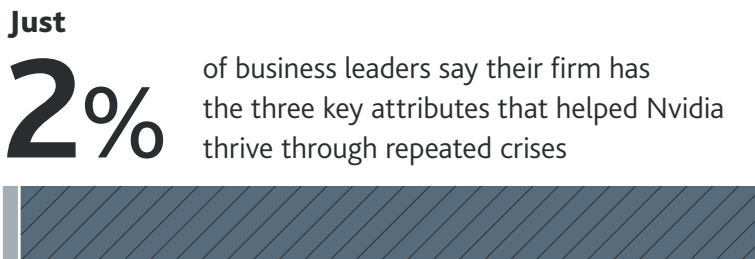 Just
2%
of business leaders say their firm has
the three key attributes that helped Nvidia
thrive through repeated crises